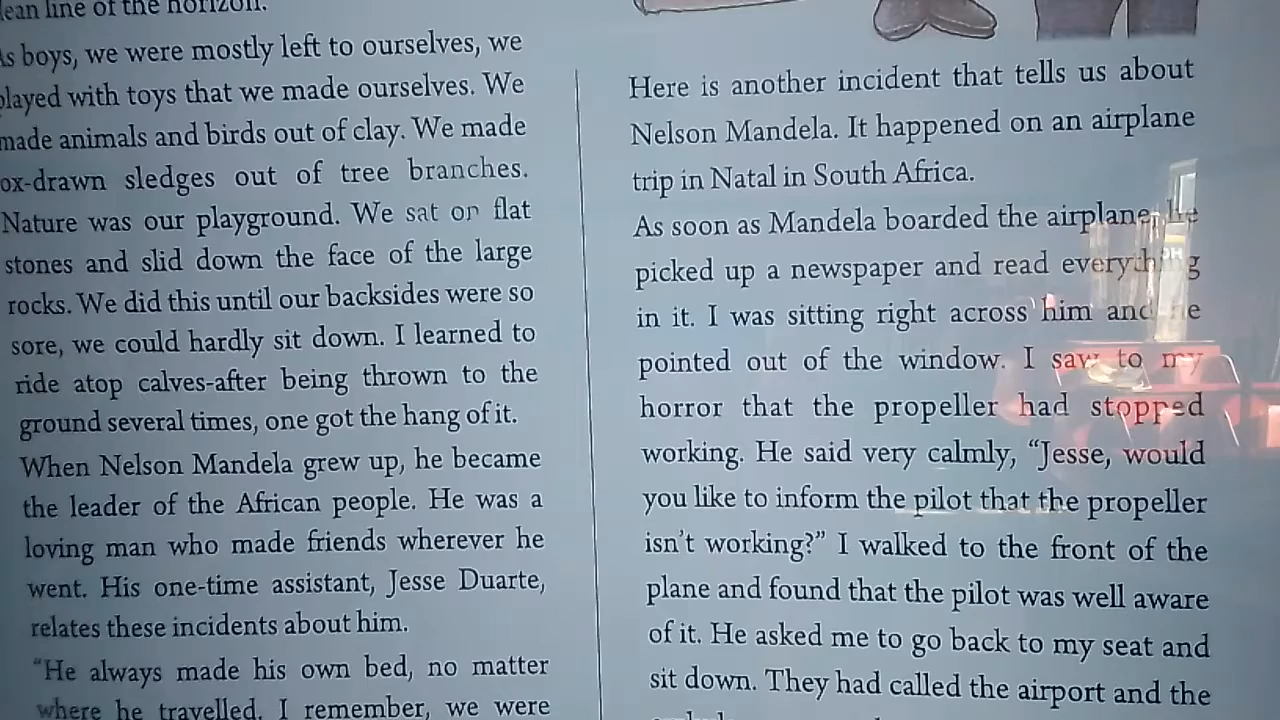 lean line of the horizon.
As boys, we were mostly left to ourselves, we
played with toys that we made ourselves. We
made animals and birds out of clay. We made
ox-drawn sledges out of tree branches.
Nature was our playground. We sat on flat
stones and slid down the face of the large
rocks. We did this until our backsides were so
sore, we could hardly sit down. I learned to
ride atop calves-after being thrown to the
ground several times, one got the hang of it.
When Nelson Mandela grew up, he became
the leader of the African people. He was a
loving man who made friends wherever he
went. His one-time assistant, Jesse Duarte,
relates these incidents about him.
"He always made his own bed, no matter
where he travelled. I remember, we were
Here is another incident that tells us about
Nelson Mandela. It happened on an airplane
trip in Natal in South Africa.
As soon as Mandela boarded the airplane, he
picked up a newspaper and read everything
in it. I was sitting right across him and he
pointed out of the window. I saw to my
horror that the propeller had stopped
working. He said very calmly, "Jesse, would
you like to inform the pilot that the propeller
isn't working?" I walked to the front of the
plane and found that the pilot was well aware
of it. He asked me to go back to my seat and
sit down. They had called the airport and the